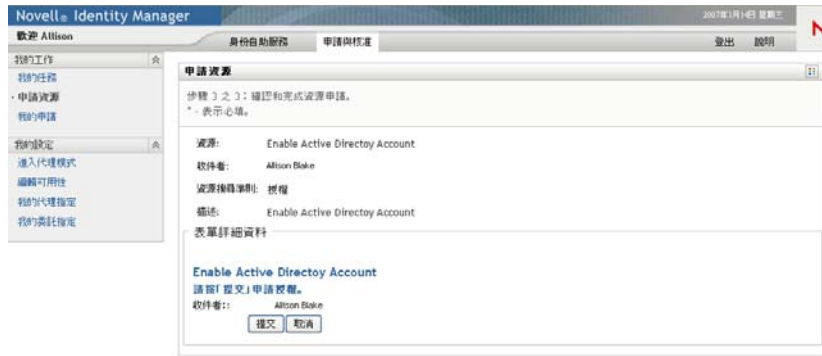 Novell® Identity Manager
2007年3月14日 星期三
歡迎 Allison
身份自助服務
申請與核准
登出
說明
我的工作
我的任務
申請資源
我的申請
我的設定
進入代理模式
編輯可用性
我的代理指定
我的委託指定
申請資源
步驟 3 之 3：確認和完成資源申請。
* - 表示必填。
資源: Enable Active Directoy Account
收件者: Allison Blake
資源搜尋準則: 授權
描述: Enable Active Directoy Account
表單詳細資料
Enable Active Directoy Account
請按「提交」申請授權。
收件者:: Allison Blake
提交
取消